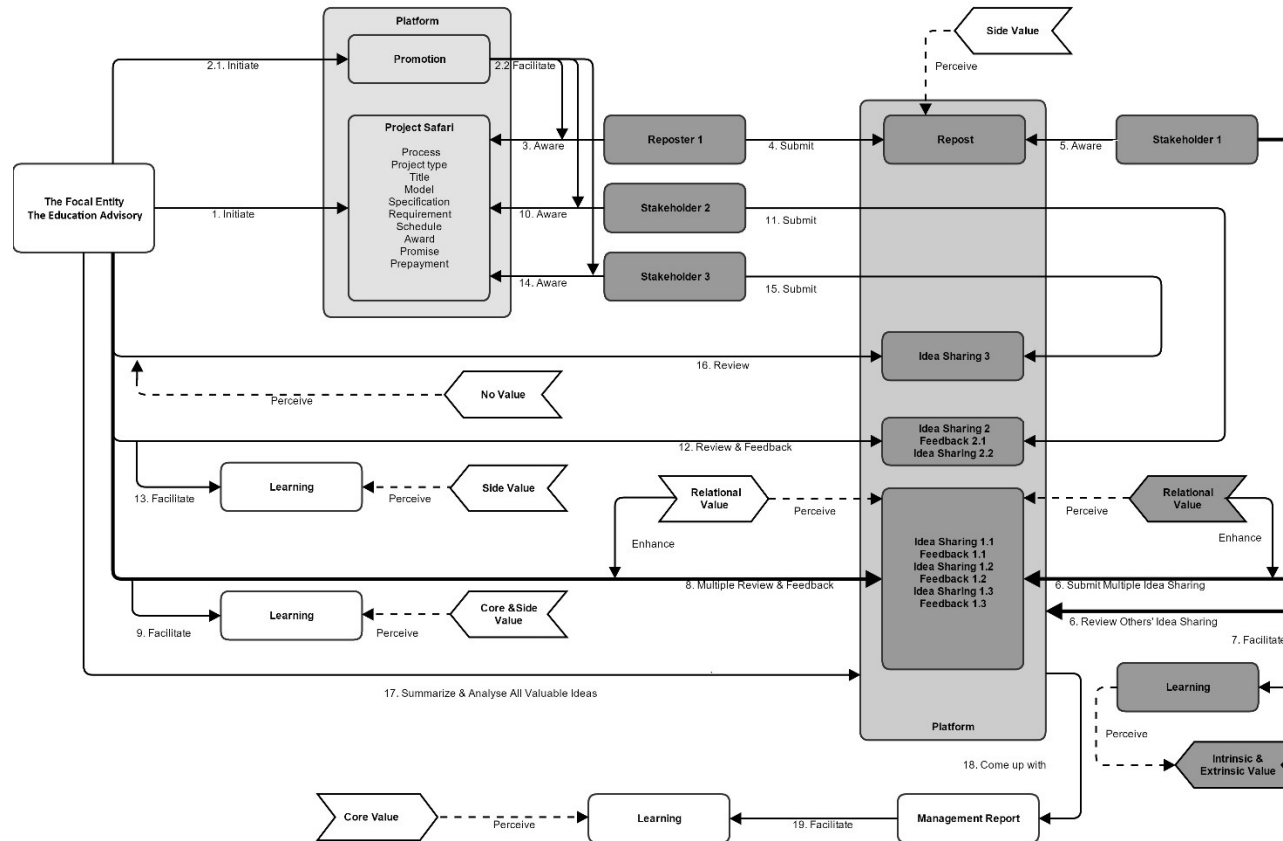 Platform
Side Value
Promotion
2.1. Initiate
2.2 Facilitate
Perceive
Project Safari
Process
Project type
Title
Model
Specification
Requirement
Schedule
Award
Promise
Prepayment
Reposter 1
3. Aware
4. Submit
Repost
5. Aware
Stakeholder 1
The Focal Entity
The Education Advisory
1. Initiate
10. Aware
Stakeholder 2
11. Submit
14. Aware
Stakeholder 3
15. Submit
Idea Sharing 3
16. Review
Perceive
No Value
Idea Sharing 2
Feedback 2.1
Idea Sharing 2.2
12. Review & Feedback
13. Facilitate
Learning
Perceive
Side Value
Relational
Value
Perceive
Perceive
Relational
Value
Enhance
Enhance
Idea Sharing 1.1
Feedback 1.1
Idea Sharing 1.2
Feedback 1.2
Idea Sharing 1.3
Feedback 1.3
8. Multiple Review & Feedback
6. Submit Multiple Idea Sharing
9. Facilitate
Learning
Perceive
Core &Side
Value
6. Review Others' Idea Sharing
7. Facilitate
17. Summarize & Analyse All Valuable Ideas
Learning
Perceive
Platform
Intrinsic &
Extrinsic Value
18. Come up with
Core Value
Perceive
Learning
19. Facilitate
Management Report